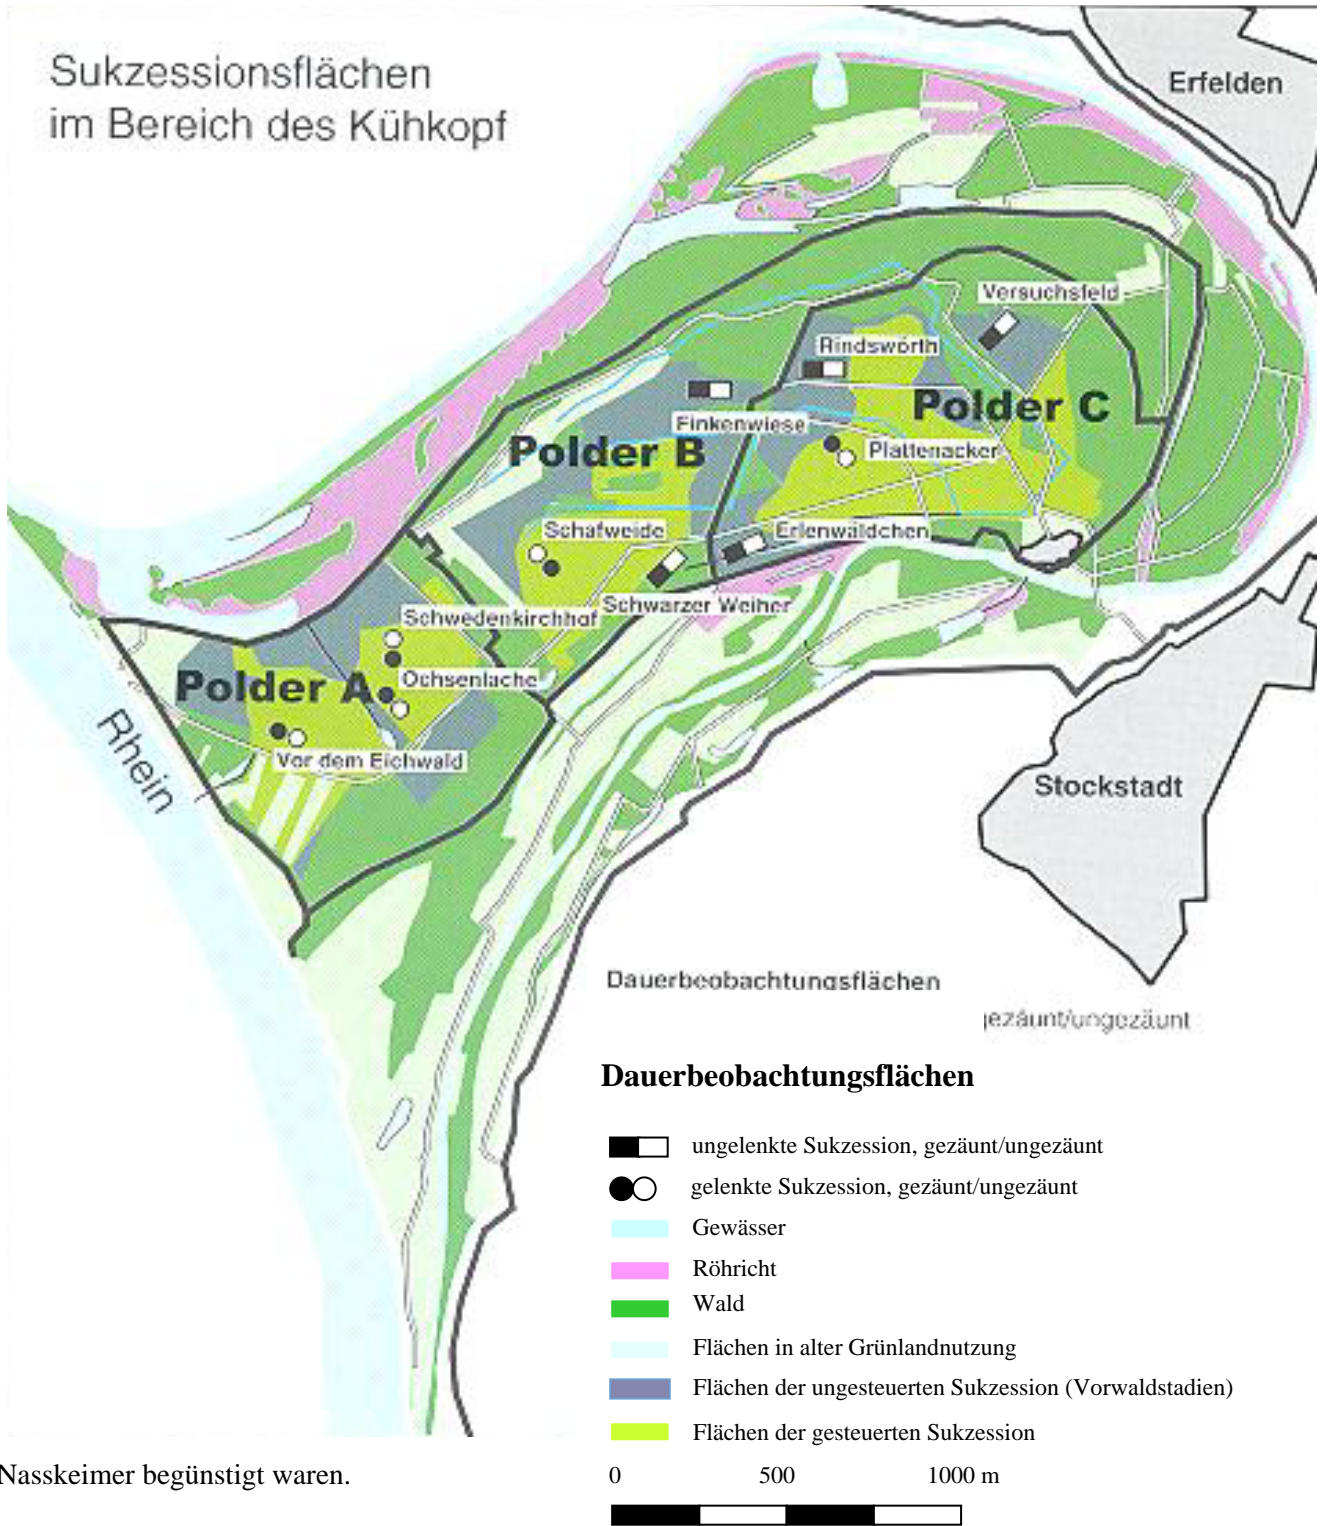 Sukzessionsflächen
im Bereich des Kühkopf
Erfelden
Versuchsfeld
Rindswörth
Polder C
Finkenwiese
Polder B
Plattenacker
Schafweide
Erlenwäldchen
Schwarzer Weiher
Schwedenkirchhof
Ochsenlache
Polder A
Vor dem Eichwald
Rhein
Stockstadt
Dauerbeobachtungsflächen
gezäunt/ungezäunt
Dauerbeobachtungsflächen
ungelenkte Sukzession, gezäunt/ungezäunt
gelenkte Sukzession, gezäunt/ungezäunt
Gewässer
Röhricht
Wald
Flächen in alter Grünlandnutzung
Flächen der ungesteuerten Sukzession (Vorwaldstadien)
Flächen der gesteuerten Sukzession
Nasskeimer begünstigt waren.
0 500 1000 m